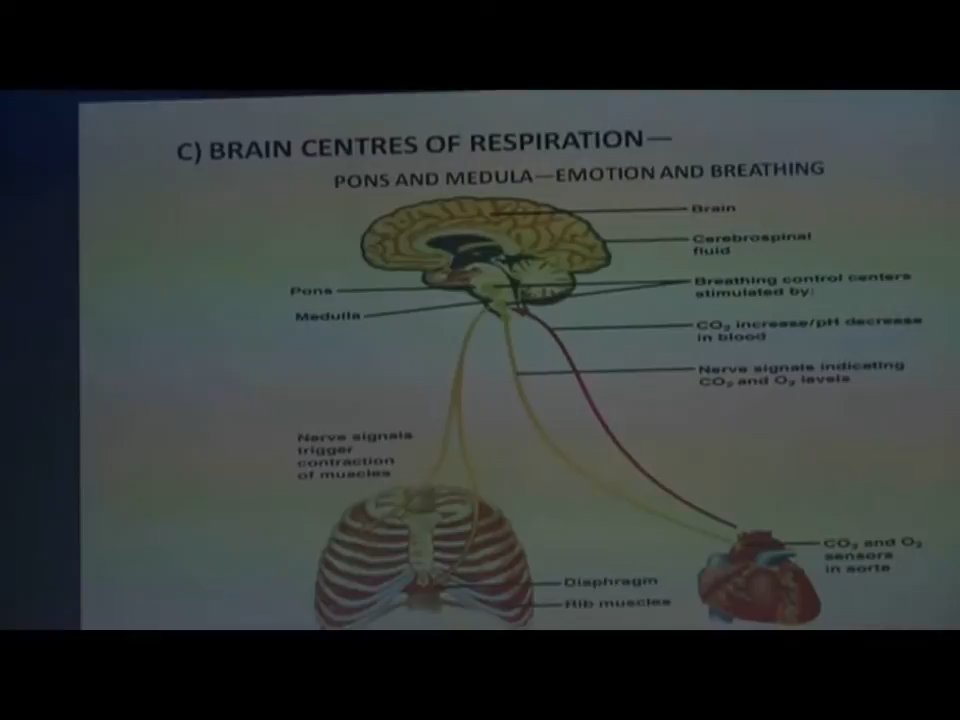 C) BRAIN CENTRES OF RESPIRATION—
PONS AND MEDULA—EMOTION AND BREATHING
Brain
Cerebrospinal
fluid
Breathing control centers
stimulated by:
Pons
Medulla
CO₂ increase/pH decrease
in blood
Nerve signals indicating
CO₂ and O₂ levels
Nerve signals
trigger
contraction
of muscles
CO₂ and O₂
sensors
in aorta
Diaphragm
Rib muscles